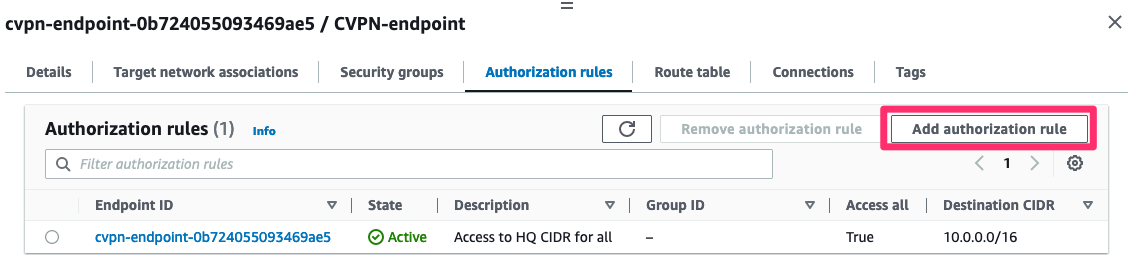 cvpn-endpoint-0b724055093469ae5 / CVPN-endpoint
Details Target network associations Security groups Authorization rules Route table Connections Tags
Authorization rules (1) Info Remove authorization rule Add authorization rule
Filter authorization rules 1
Endpoint ID State Description Group ID Access all Destination CIDR
cvpn-endpoint-0b724055093469ae5 Active Access to HQ CIDR for all – True 10.0.0.0/16